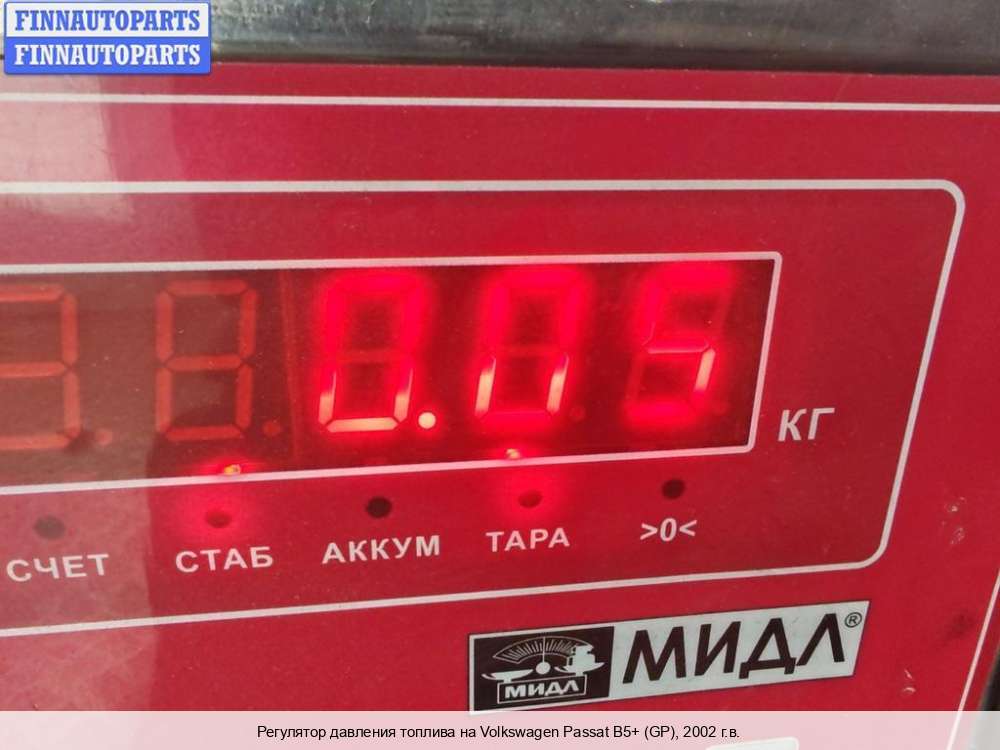 FINNAUTOPARTS
FINNAUTOPARTS
0.05
КГ
СЧЕТ СТАБ АККУМ ТАРА >0<
МИДЛ МИДЛ®
Регулятор давления топлива на Volkswagen Passat B5+ (GP), 2002 г.в.